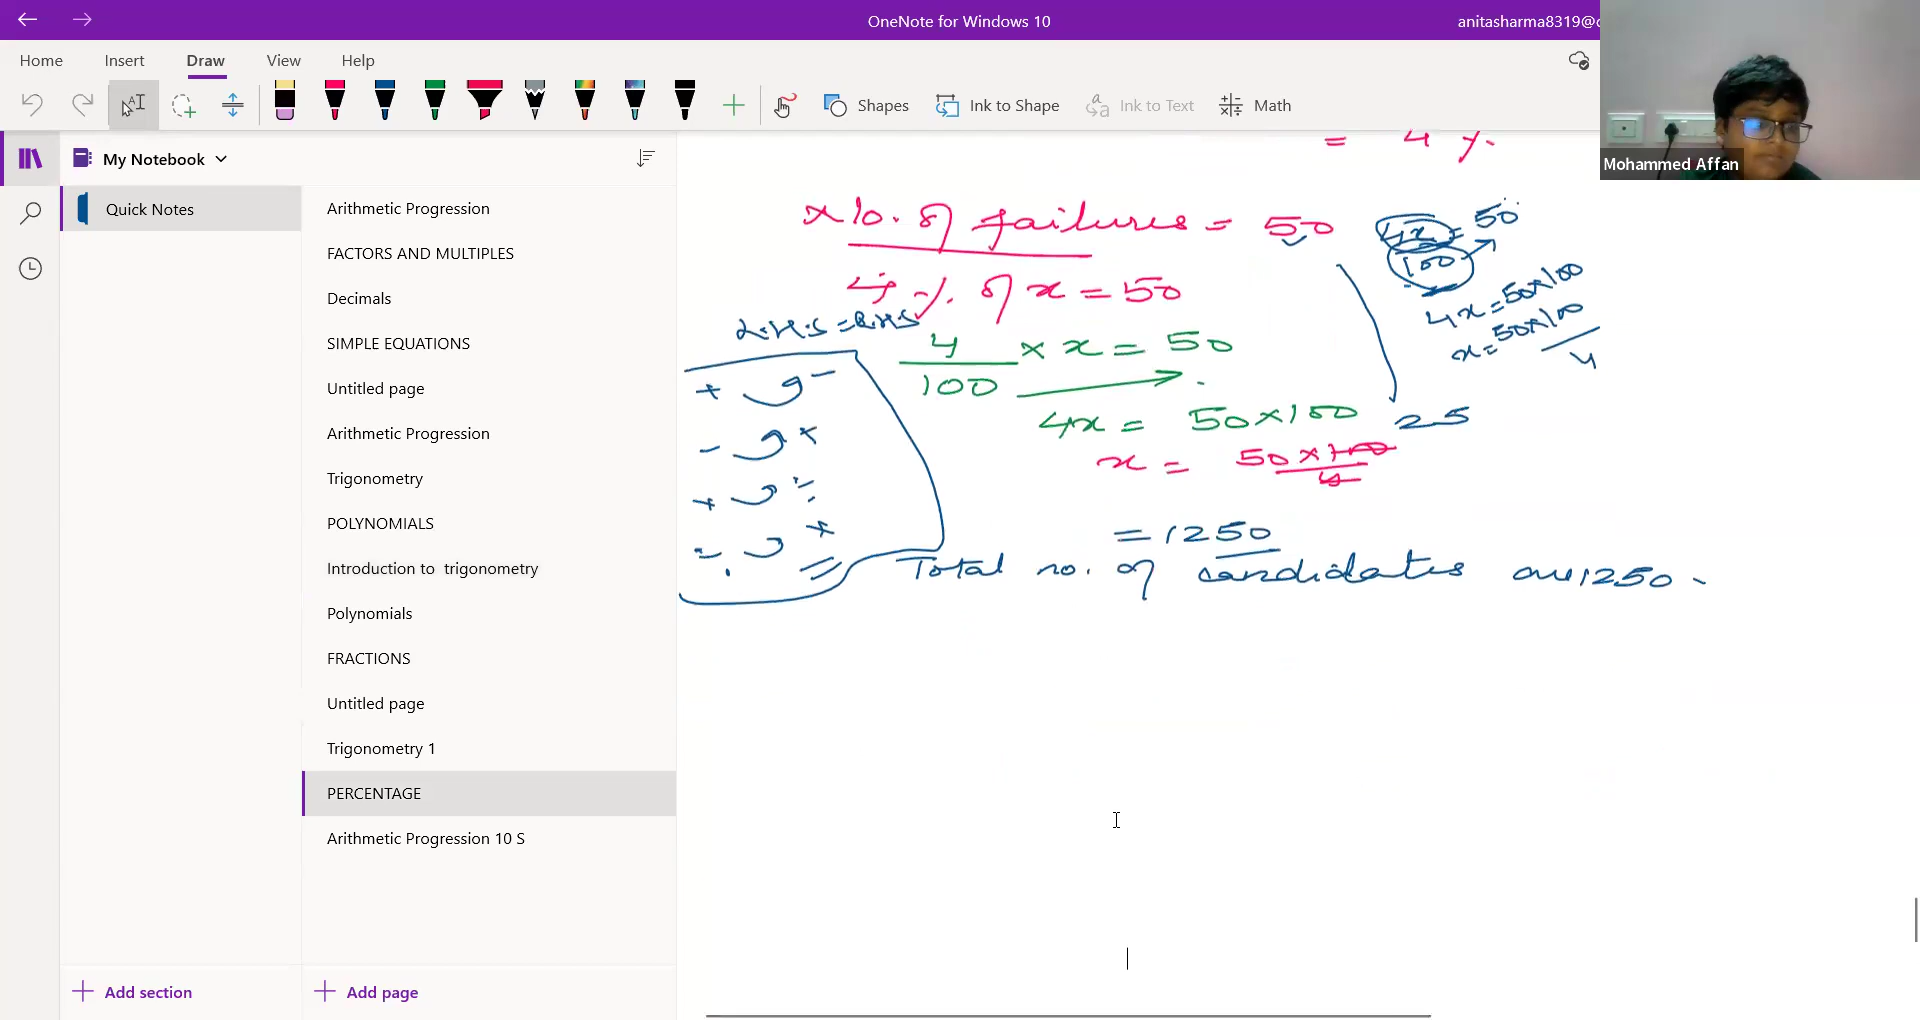 OneNote for Windows 10
anitasharma8319@
Home Insert Draw View Help
Shapes Ink to Shape Ink to Text Math
Mohammed Affan
My Notebook
Quick Notes
Arithmetic Progression
FACTORS AND MULTIPLES
Decimals
SIMPLE EQUATIONS
Untitled page
Arithmetic Progression
Trigonometry
POLYNOMIALS
Introduction to trigonometry
Polynomials
FRACTIONS
Untitled page
Trigonometry 1
PERCENTAGE
Arithmetic Progression 10 S
Add section
Add page
= 4 %
No. of failures = 50
4 % of x = 50
L.H.S = R.H.S
4/100 × x = 50
4x = 50×100
x = 50×100/4
25
= 1250
Total no. of candidates are 1250
4x/100 = 50
4x = 50×100
x = 50×100/4
+ -
- +
× ÷
÷ ×